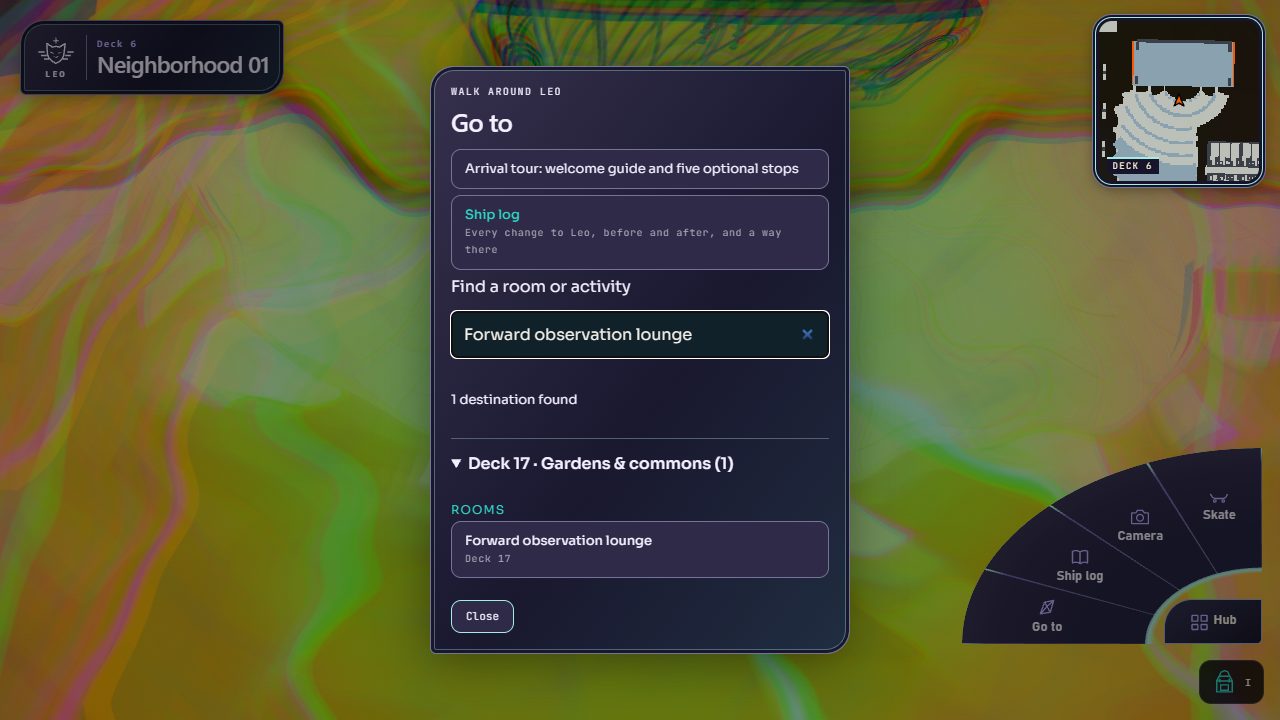 Deck 6
Neighborhood 01
LEO
WALK AROUND LEO
Go to
Arrival tour: welcome guide and five optional stops
Ship log
Every change to Leo, before and after, and a way
there
Find a room or activity
Forward observation lounge
1 destination found
Deck 17 · Gardens & commons (1)
ROOMS
Forward observation lounge
Deck 17
Close
DECK 6
Skate
Camera
Ship log
Go to
Hub
I